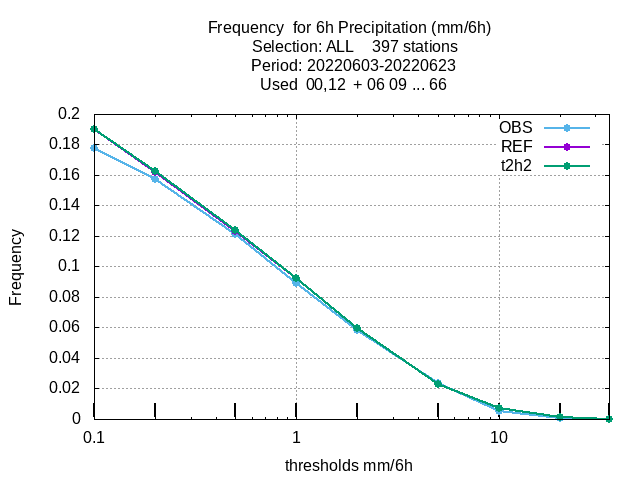 Frequency  for 6h Precipitation (mm/6h)
Selection: ALL    397 stations
Period: 20220603-20220623
Used  00,12  + 06 09 ... 66
OBS
REF
t2h2
0.2
0.18
0.16
0.14
0.12
0.1
0.08
0.06
0.04
0.02
0
Frequency
0.1 1 10
thresholds mm/6h